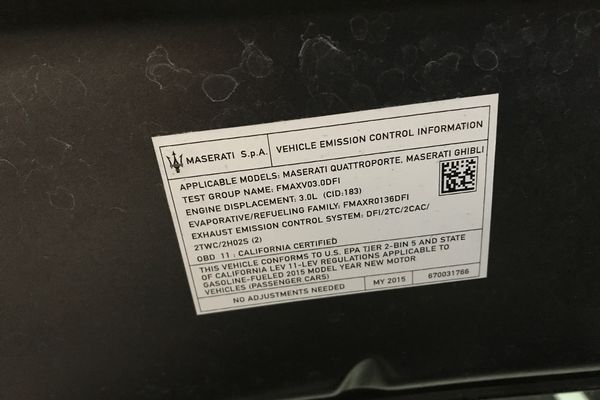 MASERATI S.p.A. VEHICLE EMISSION CONTROL INFORMATION
APPLICABLE MODELS: MASERATI QUATTROPORTE, MASERATI GHIBLI
TEST GROUP NAME: FMAXV03.0DFI
ENGINE DISPLACEMENT: 3.0L (CID:183)
EVAPORATIVE/REFUELING FAMILY: FMAXR0136DFI
EXHAUST EMISSION CONTROL SYSTEM: DFI/2TC/2CAC/
2TWC/2HO2S (2)
OBD 11 : CALIFORNIA CERTIFIED
THIS VEHICLE CONFORMS TO U.S. EPA TIER 2-BIN 5 AND STATE
OF CALIFORNIA LEV 11-LEV REGULATIONS APPLICABLE TO
GASOLINE-FUELED 2015 MODEL YEAR NEW MOTOR
VEHICLES (PASSENGER CARS)
NO ADJUSTMENTS NEEDED MY 2015 670031766